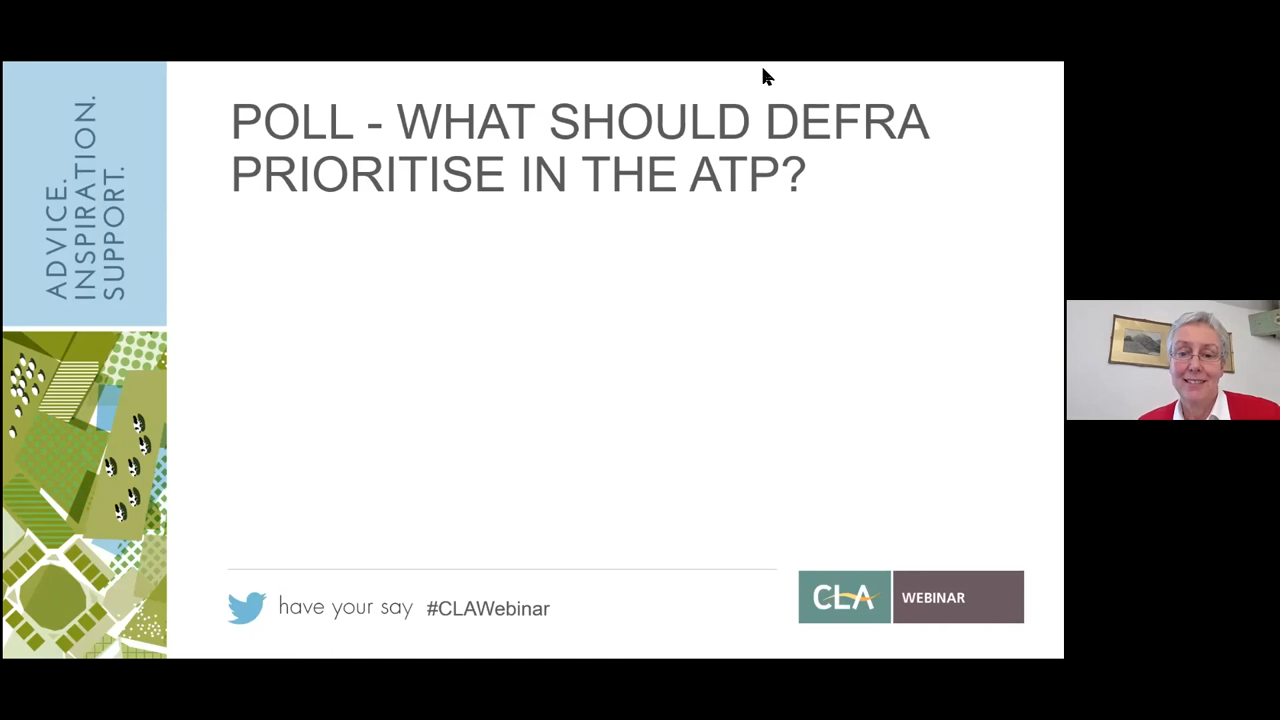 ADVICE.
INSPIRATION.
SUPPORT.
POLL - WHAT SHOULD DEFRA
PRIORITISE IN THE ATP?
have your say #CLAWebinar
CLA WEBINAR